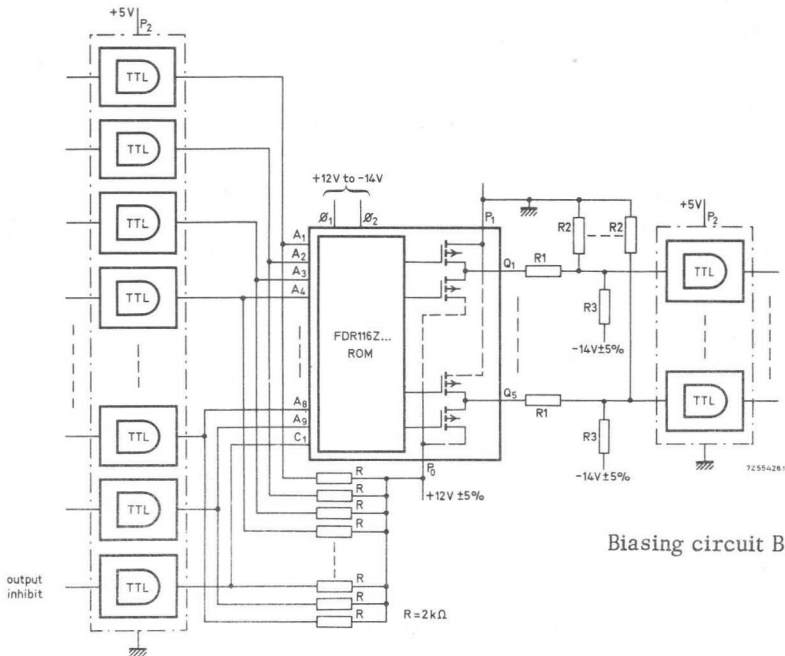 +5V
P2
TTL
TTL
TTL
TTL
TTL
TTL
TTL
output
inhibit
+12V to -14V
Ø1
Ø2
A1
A2
A3
A4
A8
A9
C1
FDR116Z...
ROM
P1
Q1
Q5
P0
+12V ±5%
R
R
R
R
R
R
R
R=2kΩ
R1
R1
R2
R2
R3
-14V±5%
R3
-14V±5%
+5V
P2
TTL
TTL
Biasing circuit B